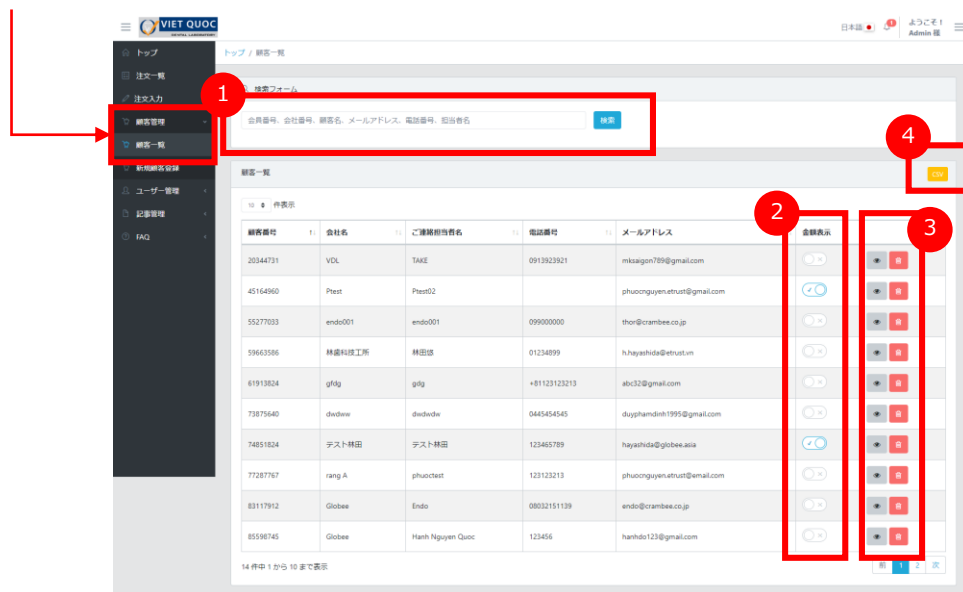 VIET QUOC
DENTAL LABORATORY
日本語
ようこそ！
Admin 様
トップ
トップ / 顧客一覧
注文一覧
注文入力
顧客管理
顧客一覧
新規顧客登録
ユーザー管理
記事管理
FAQ
1
検索フォーム
会員番号、会社番号、顧客名、メールアドレス、電話番号、担当者名
検索
4
顧客一覧
CSV
10 件表示
2
3
顧客番号 会社名 ご連絡担当者名 電話番号 メールアドレス 金額表示
20344731 VDL TAKE 0913923921 mksaigon789@gmail.com
45164960 Ptest Ptest02 phuocnguyen.etrust@gmail.com
55277033 endo001 endo001 099000000 thor@crambee.co.jp
59663586 林歯科技工所 林田悠 01234899 h.hayashida@etrust.vn
61913824 gfdg gdg +81123123213 abc32@gmail.com
73875640 dwdww dwdwdw 0445454545 duyphamdinh1995@gmail.com
74851824 テスト林田 テスト林田 123465789 hayashida@globee.asia
77287767 rang A phuoctest 123123213 phuocnguyen.etrust@email.com
83117912 Globee Endo 08032151139 endo@crambee.co.jp
85598745 Globee Hanh Nguyen Quoc 123456 hanhdo123@gmail.com
14 件中 1 から 10 まで表示
前 1 2 次